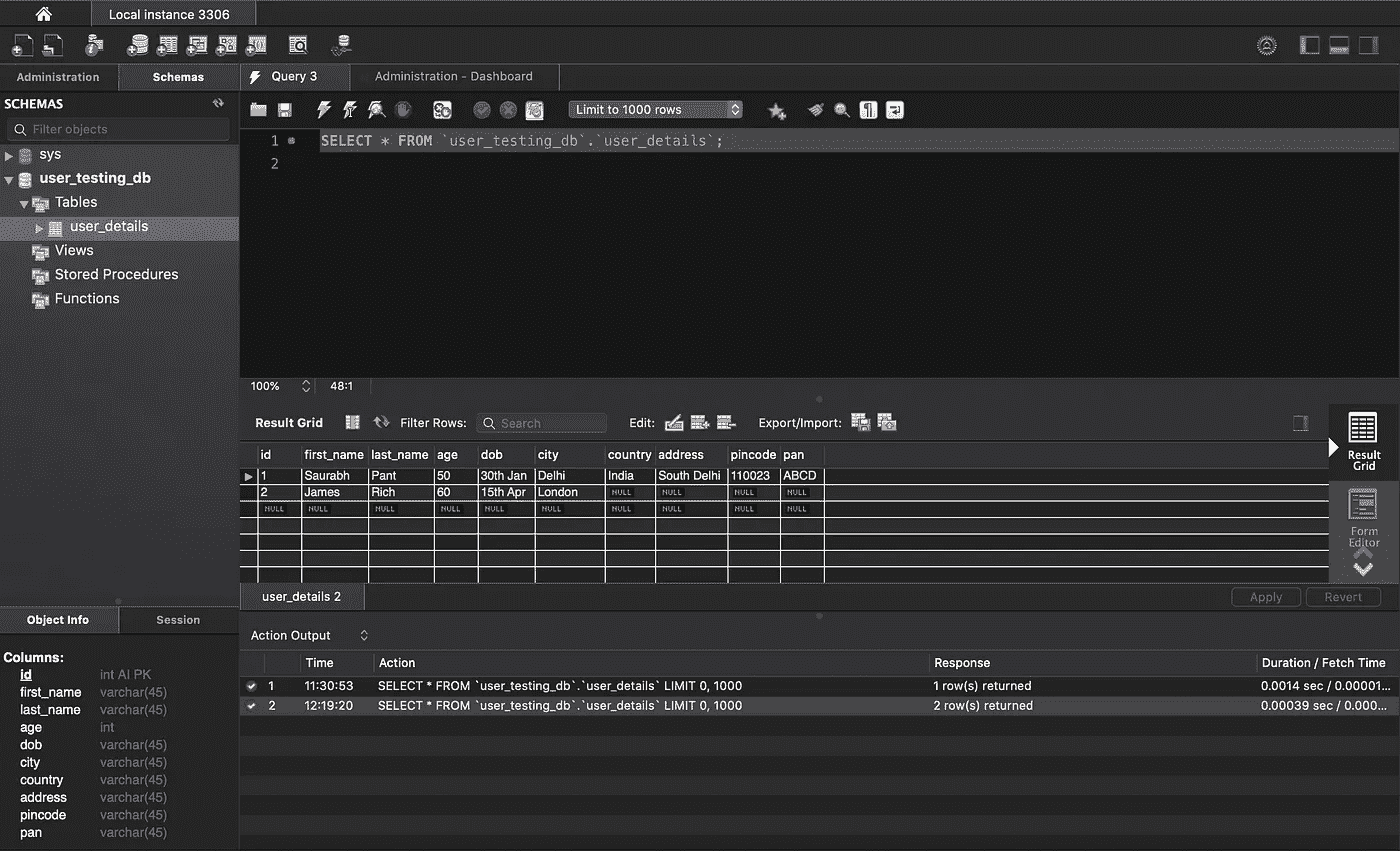 Local instance 3306
Administration
Schemas
Query 3
Administration - Dashboard
SCHEMAS
Filter objects
Limit to 1000 rows
sys
user_testing_db
Tables
user_details
Views
Stored Procedures
Functions
1 SELECT * FROM `user_testing_db`.`user_details`;
2
100% 48:1
Result Grid Filter Rows: Search Edit: Export/Import:
id first_name last_name age dob city country address pincode pan
1 Saurabh Pant 50 30th Jan Delhi India South Delhi 110023 ABCD
2 James Rich 60 15th Apr London NULL NULL NULL NULL
NULL NULL NULL NULL NULL NULL NULL NULL NULL NULL
Result
Grid
Form
Editor
user_details 2
Apply Revert
Object Info Session
Columns:
id int AI PK
first_name varchar(45)
last_name varchar(45)
age int
dob varchar(45)
city varchar(45)
country varchar(45)
address varchar(45)
pincode varchar(45)
pan varchar(45)
Action Output
Time Action Response Duration / Fetch Time
1 11:30:53 SELECT * FROM `user_testing_db`.`user_details` LIMIT 0, 1000 1 row(s) returned 0.0014 sec / 0.00001...
2 12:19:20 SELECT * FROM `user_testing_db`.`user_details` LIMIT 0, 1000 2 row(s) returned 0.00039 sec / 0.000...